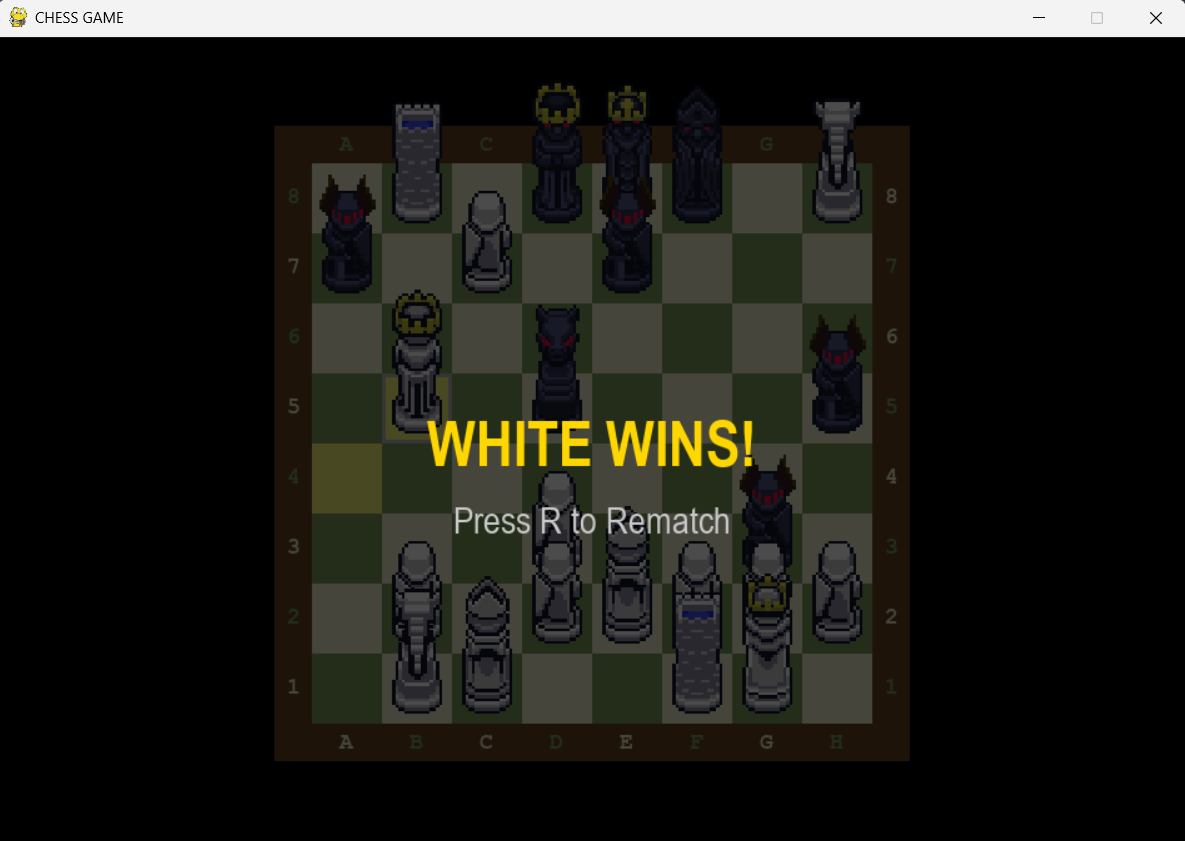 CHESS GAME
A C G
8 8
7 7
6 6
5 5
4 4
WHITE WINS!
Press R to Rematch
3 3
2 2
1 1
A B C D E F G H